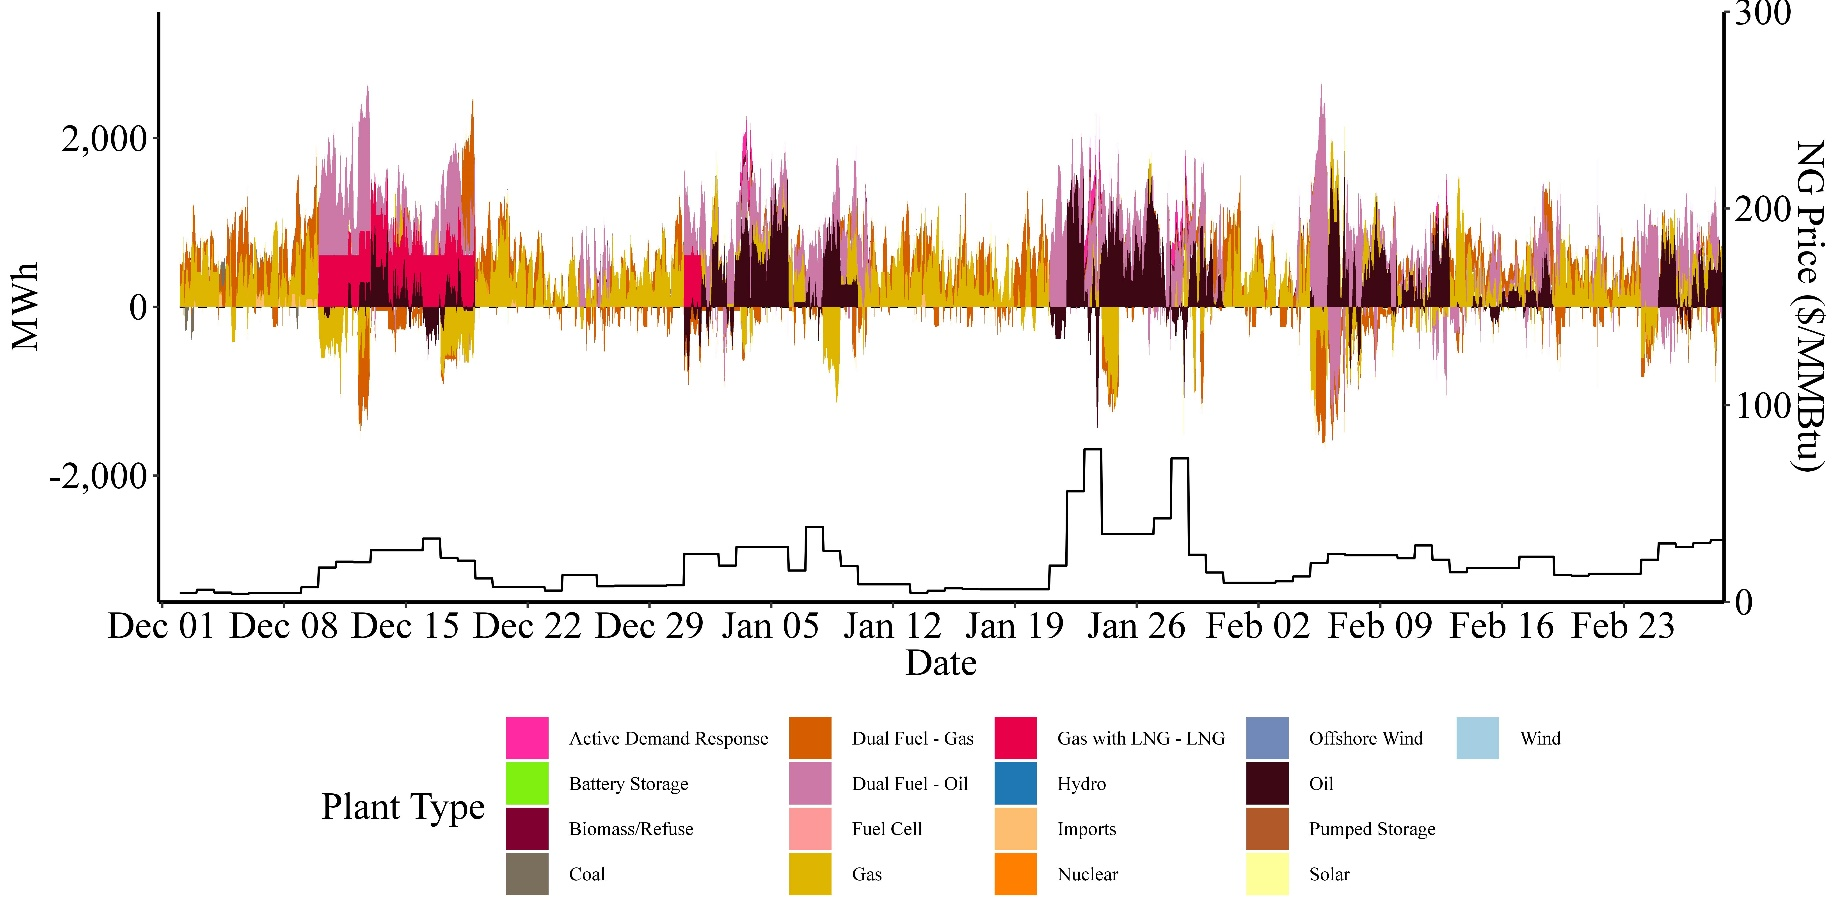 300
2,000
200
0
100
-2,000
0
MWh
NG Price ($/MMBtu)
Dec 01 Dec 08 Dec 15 Dec 22 Dec 29 Jan 05 Jan 12 Jan 19 Jan 26 Feb 02 Feb 09 Feb 16 Feb 23
Date
Plant Type
Active Demand Response Dual Fuel - Gas Gas with LNG - LNG Offshore Wind Wind
Battery Storage Dual Fuel - Oil Hydro Oil
Biomass/Refuse Fuel Cell Imports Pumped Storage
Coal Gas Nuclear Solar